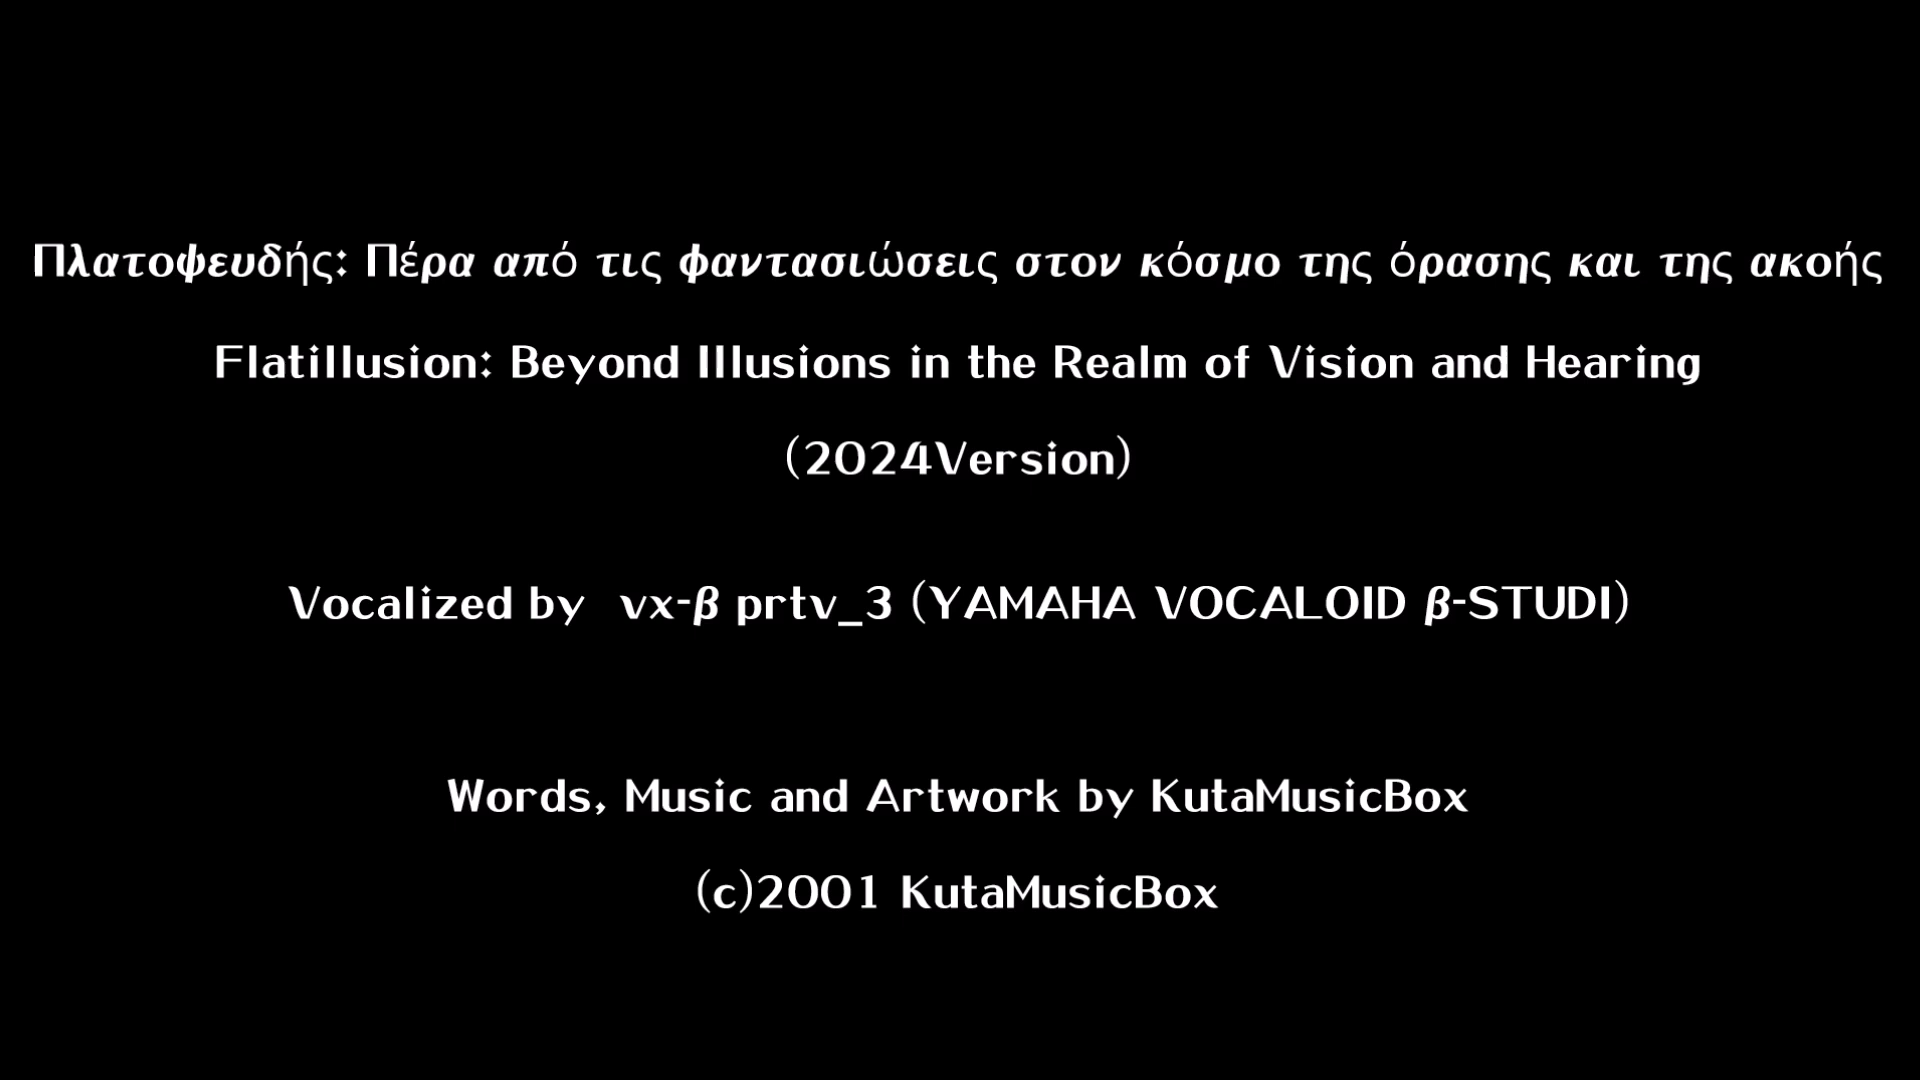 Πλατοψευδής: Πέρα από τις φαντασιώσεις στον κόσμο της όρασης και της ακοής
Flatillusion: Beyond Illusions in the Realm of Vision and Hearing
(2024Version)
Vocalized by  vx-β prtv_3 (YAMAHA VOCALOID β-STUDI)
Words, Music and Artwork by KutaMusicBox
(c)2001 KutaMusicBox